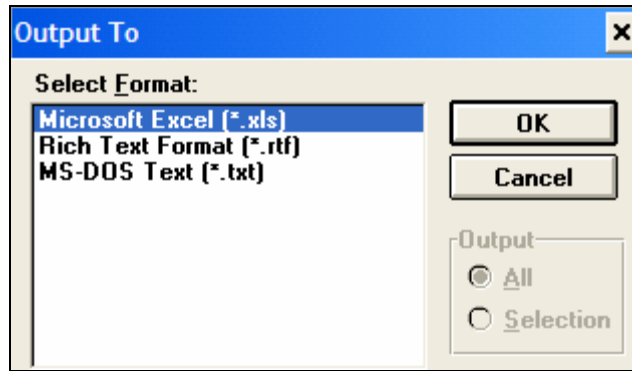 Output To
Select Format:
Microsoft Excel (*.xls)
Rich Text Format (*.rtf)
MS-DOS Text (*.txt)
OK
Cancel
Output
All
Selection